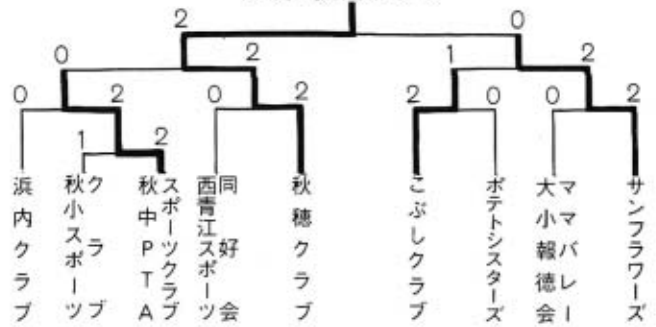 2
0
0
2
1
2
0
2
0
2
1
2
2
0
0
2
浜内クラブ
秋小スポーツ
クラブ
秋中PTA
スポーツクラブ
西青江スポーツ
同好会
秋穂クラブ
こぶしクラブ
ポテトシスターズ
大小報徳会
ママバレー
サンフラワーズ